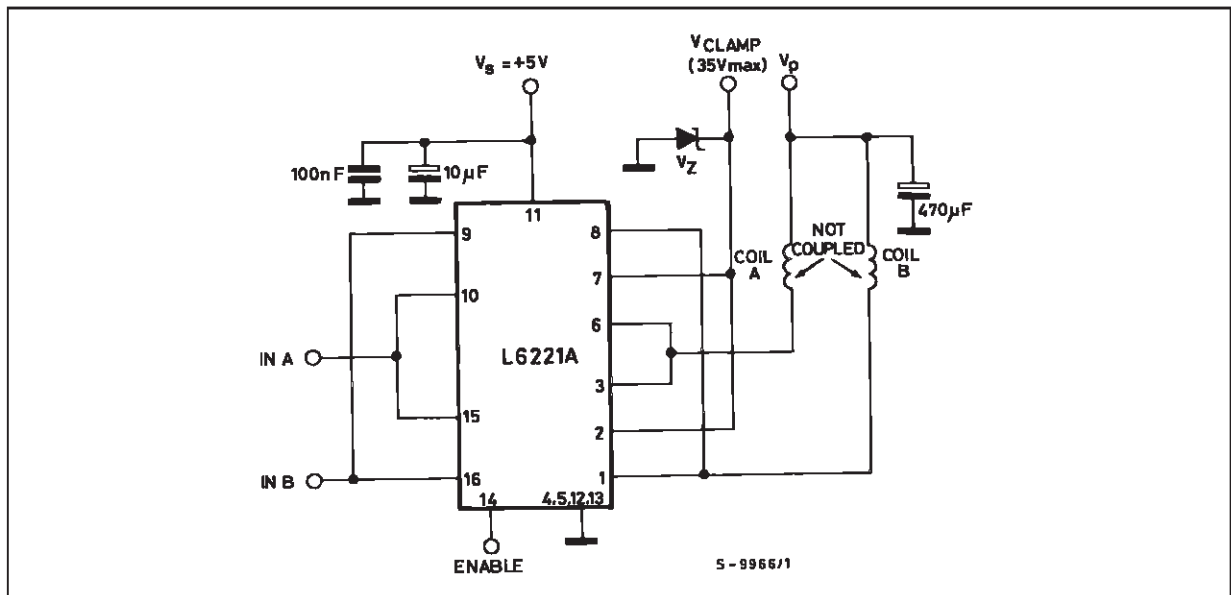 V CLAMP
(35Vmax)
Vp
Vs = +5V
100nF
10µF
VZ
470µF
11
9
8
NOT
COUPLED
COIL
A
COIL
B
7
10
6
IN A
L6221A
3
15
2
IN B
16
1
14
4.5.12.13
ENABLE
S-9966/1